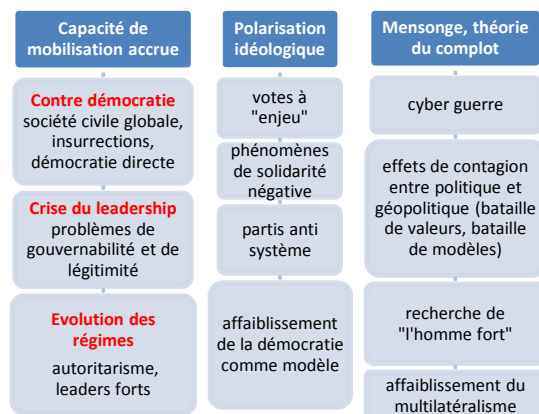 Capacité de
mobilisation accrue
Contre démocratie
société civile globale,
insurrections,
démocratie directe
Crise du leadership
problèmes de
gouvernabilité et de
légitimité
Evolution des
régimes
autoritarisme,
leaders forts
Polarisation
idéologique
votes à
"enjeu"
phénomènes
de solidarité
négative
partis anti
système
affaiblissement
de la démocratie
comme modèle
Mensonge, théorie
du complot
cyber guerre
effets de contagion
entre politique et
géopolitique (bataille
de valeurs, bataille
de modèles)
recherche de
"l'homme fort"
affaiblissement du
multilatéralisme